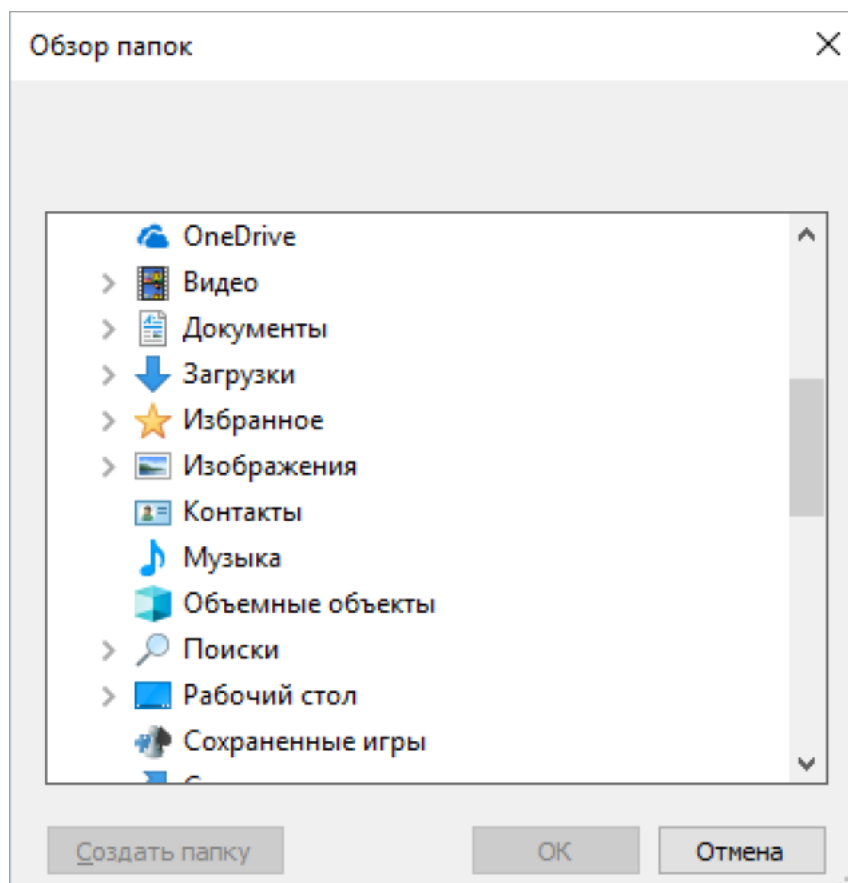 Обзор папок
OneDrive
Видео
Документы
Загрузки
Избранное
Изображения
Контакты
Музыка
Объемные объекты
Поиски
Рабочий стол
Сохраненные игры
Создать папку
ОК
Отмена